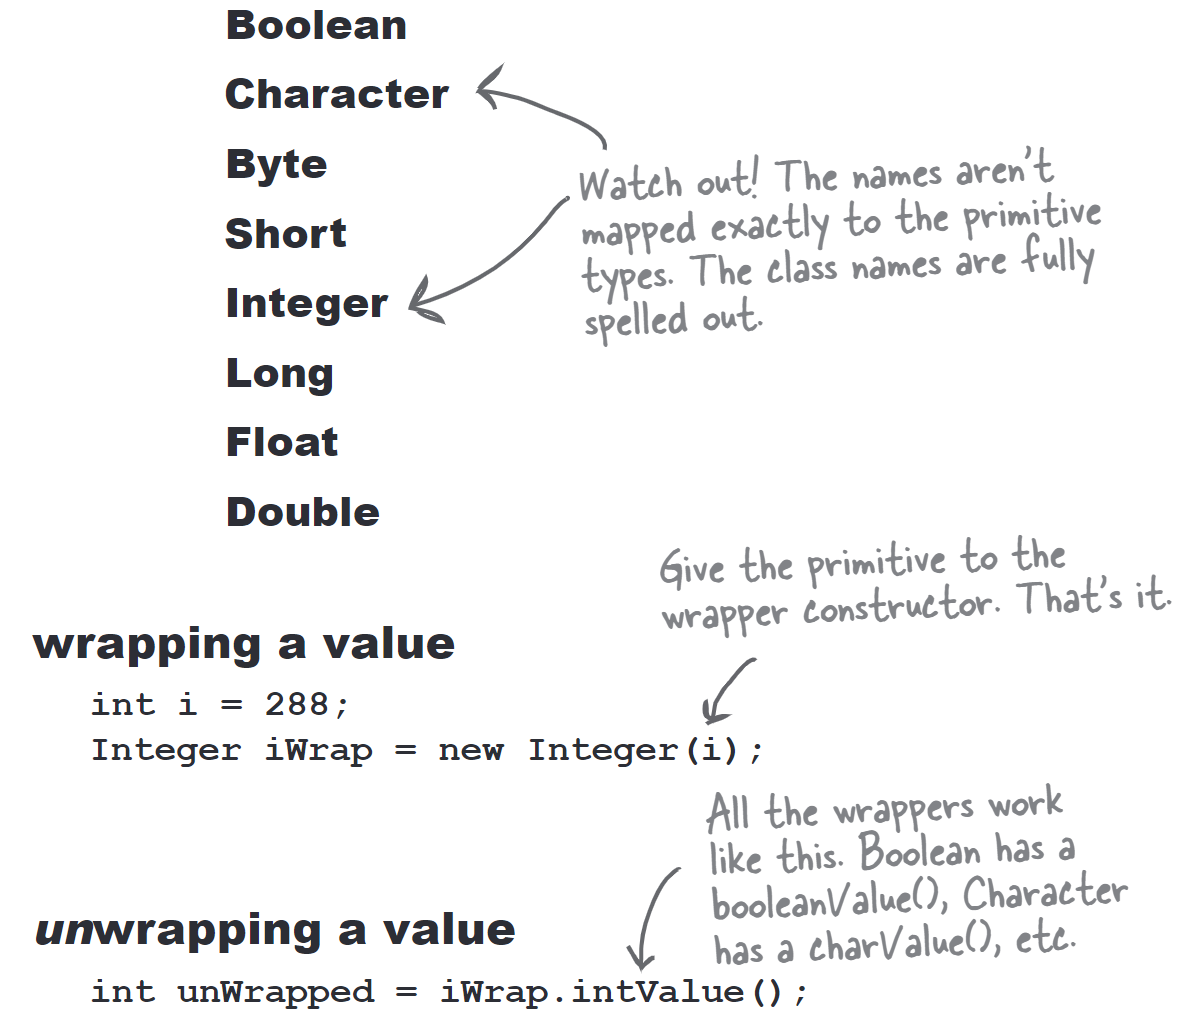 Boolean
Character
Byte
Short
Integer
Long
Float
Double
Watch out! The names aren't
mapped exactly to the primitive
types. The class names are fully
spelled out.
Give the primitive to the
wrapper constructor. That's it.
wrapping a value
int i = 288;
Integer iWrap = new Integer(i);
All the wrappers work
like this. Boolean has a
booleanValue(), Character
has a charValue(), etc.
unwrapping a value
int unWrapped = iWrap.intValue();